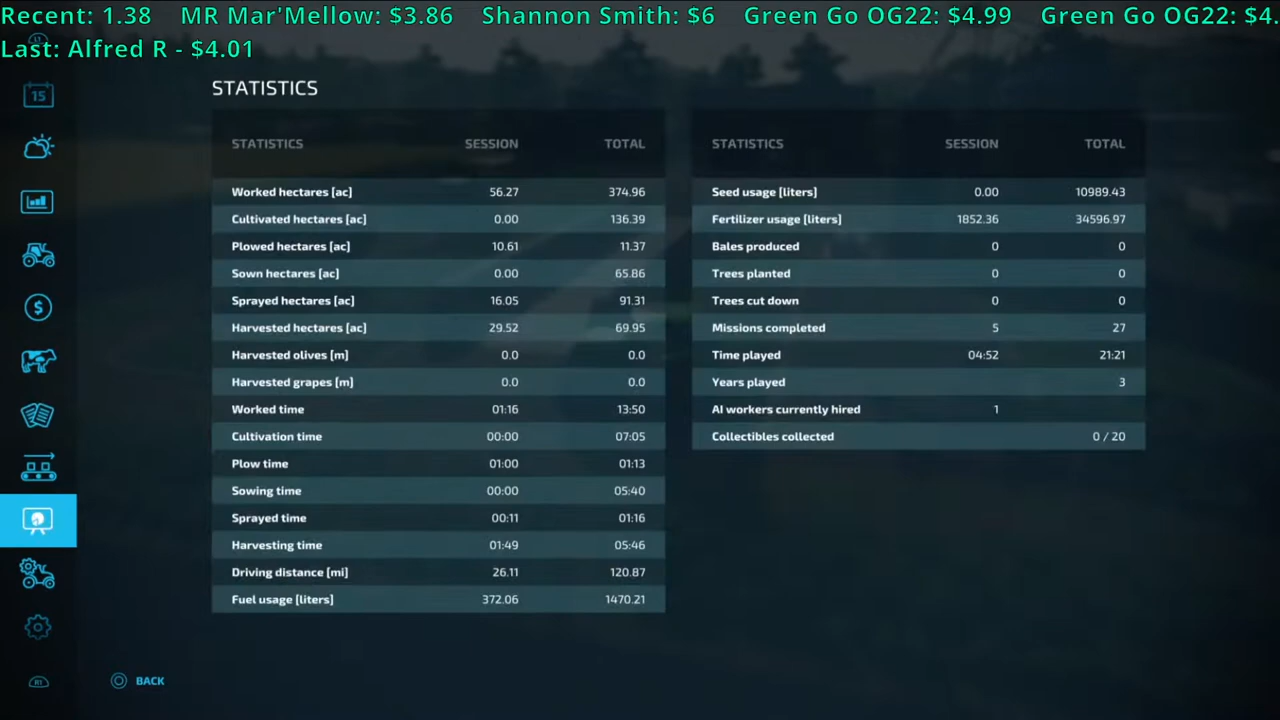 Recent: 1.38 MR Mar'Mellow: $3.86 Shannon Smith: $6 Green Go OG22: $4.99 Green Go OG22: $4.
Last: Alfred R - $4.01
15
STATISTICS
STATISTICS SESSION TOTAL
Worked hectares [ac] 56.27 374.96
Cultivated hectares [ac] 0.00 136.39
Plowed hectares [ac] 10.61 11.37
Sown hectares [ac] 0.00 65.86
Sprayed hectares [ac] 16.05 91.31
Harvested hectares [ac] 29.52 69.95
Harvested olives [m] 0.0 0.0
Harvested grapes [m] 0.0 0.0
Worked time 01:16 13:50
Cultivation time 00:00 07:05
Plow time 01:00 01:13
Sowing time 00:00 05:40
Sprayed time 00:11 01:16
Harvesting time 01:49 05:46
Driving distance [mi] 26.11 120.87
Fuel usage [liters] 372.06 1470.21
STATISTICS SESSION TOTAL
Seed usage [liters] 0.00 10989.43
Fertilizer usage [liters] 1852.36 34596.97
Bales produced 0 0
Trees planted 0 0
Trees cut down 0 0
Missions completed 5 27
Time played 04:52 21:21
Years played 3
AI workers currently hired 1
Collectibles collected 0 / 20
R1
BACK